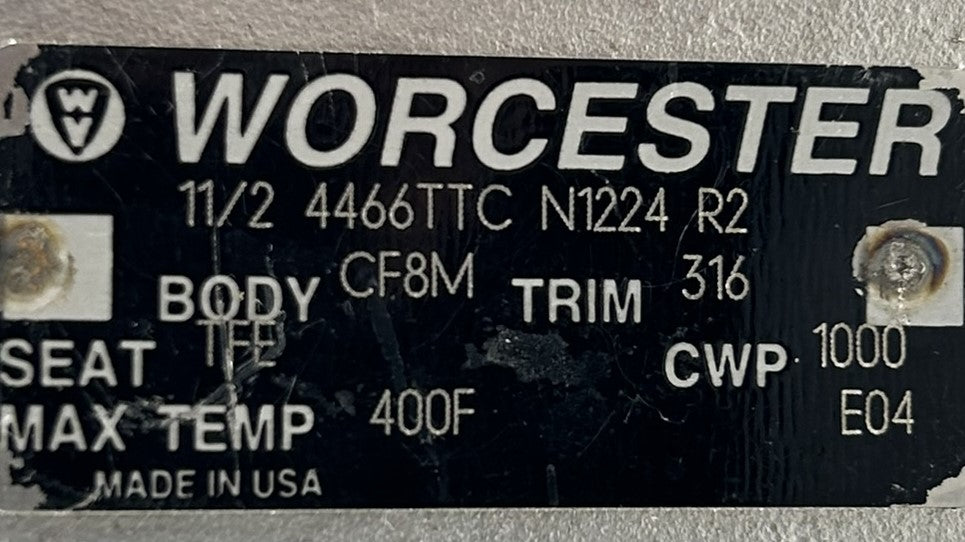 W WORCESTER
11/2 4466TTC N1224 R2
BODY CF8M TRIM 316
SEAT TFE CWP 1000
MAX TEMP 400F E04
MADE IN USA